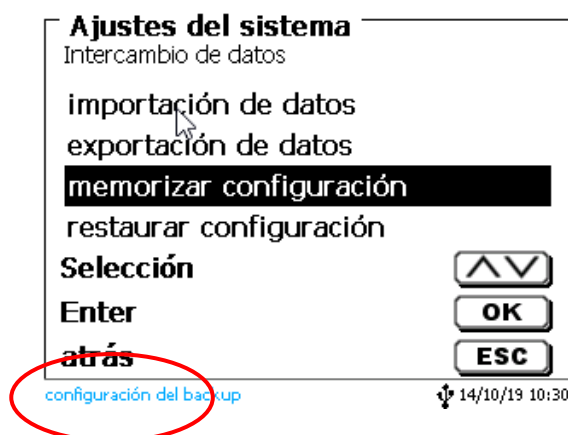 Ajustes del sistema
Intercambio de datos
importación de datos
exportación de datos
memorizar configuración
restaurar configuración
Selección
Enter OK
atrás ESC
configuración del backup 14/10/19 10:30